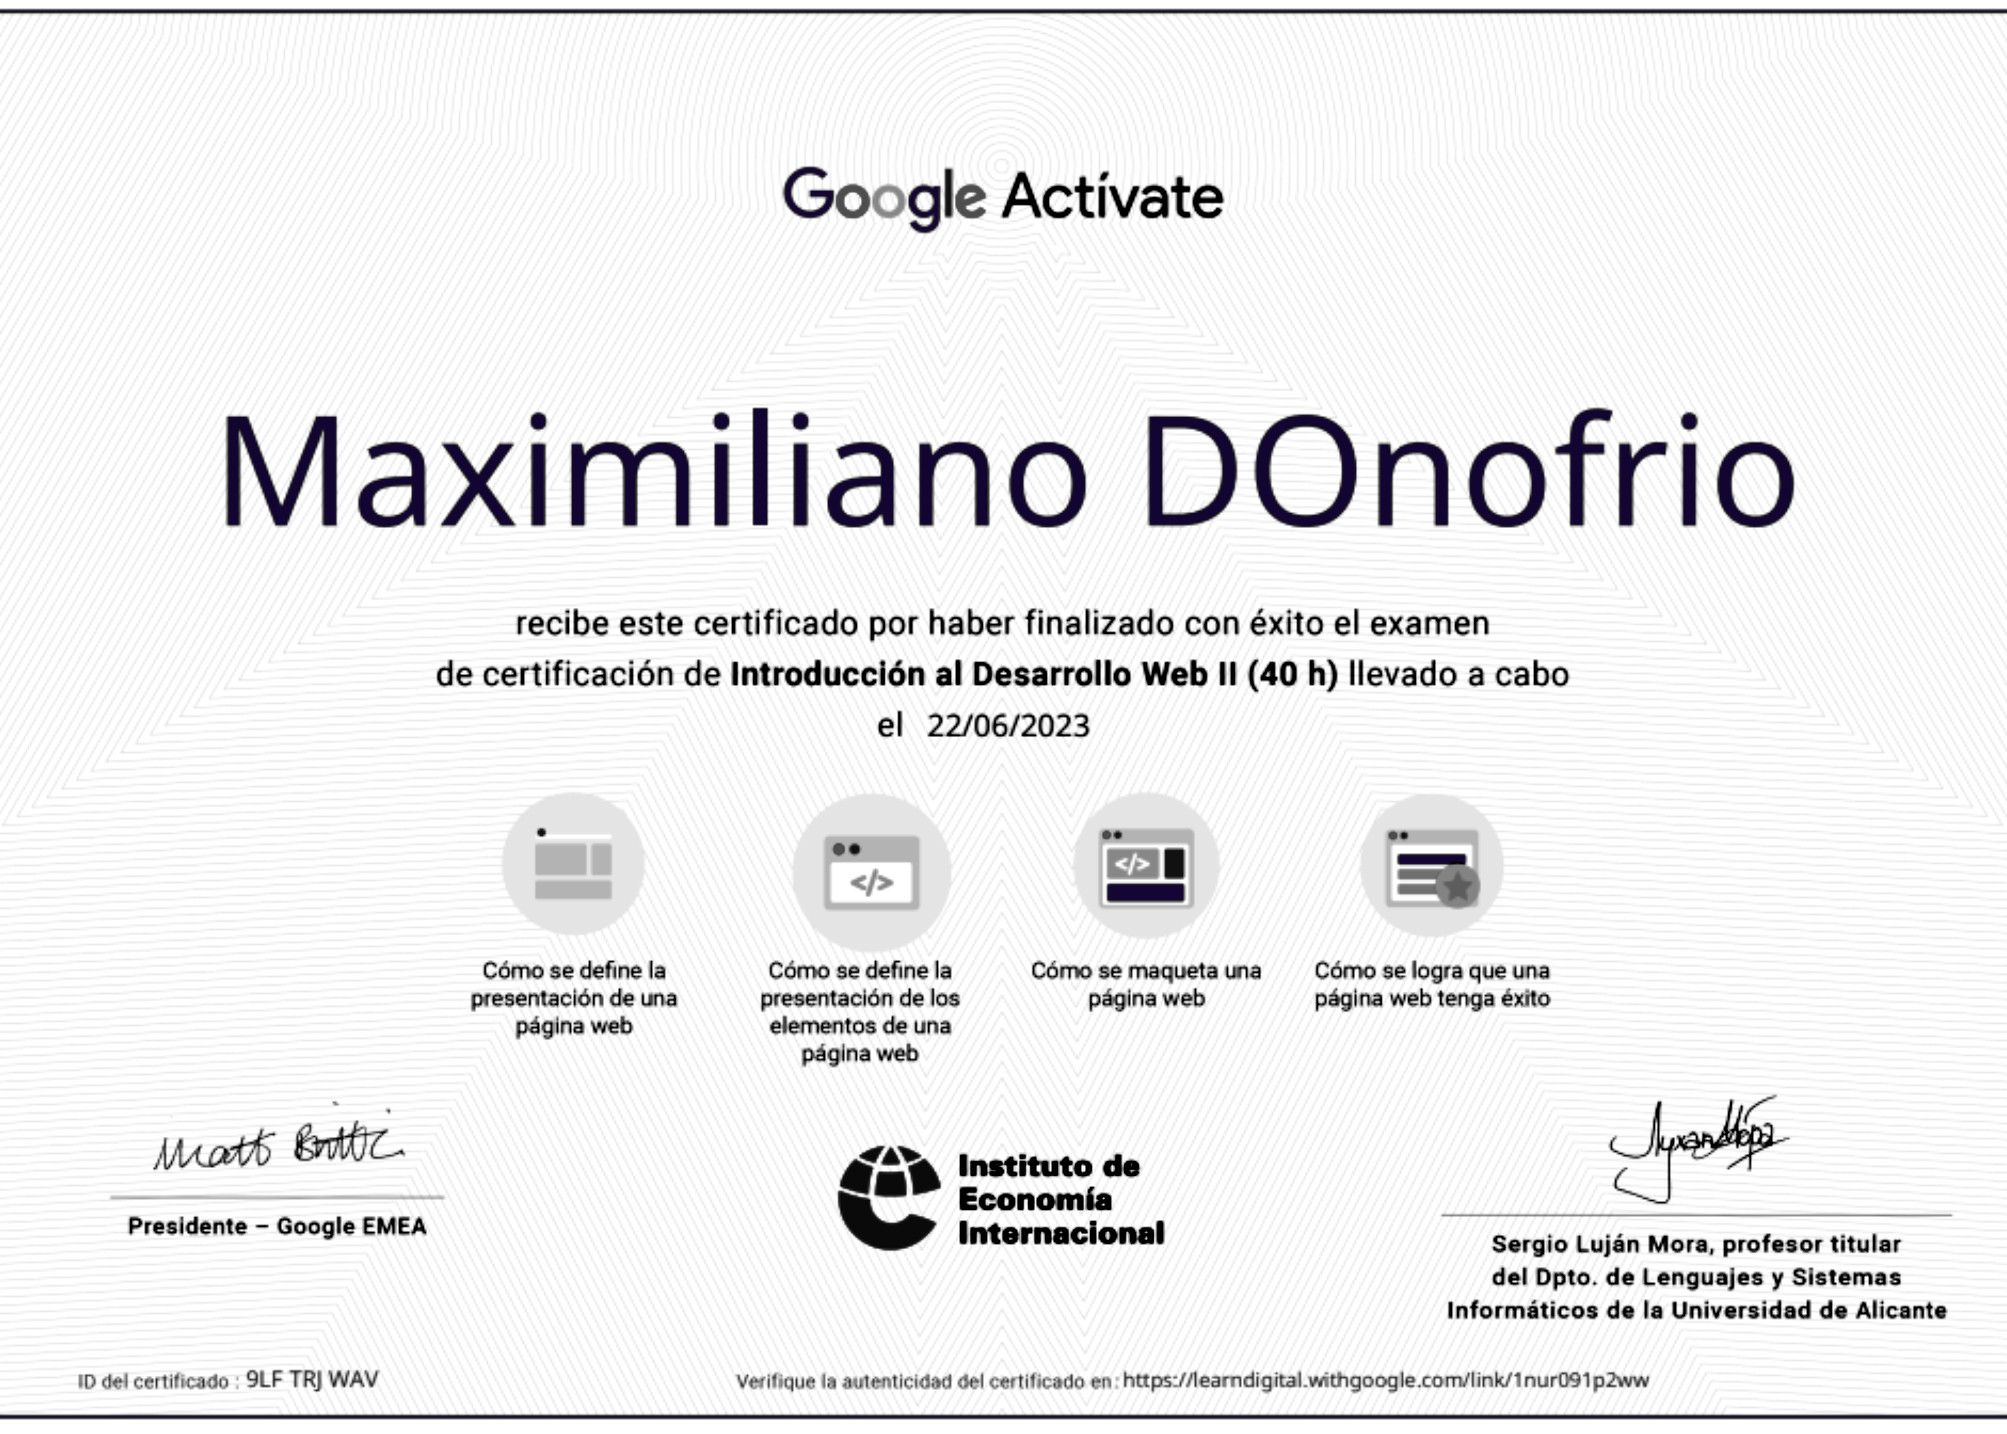 Google Actívate
Maximiliano DOnofrio
recibe este certificado por haber finalizado con éxito el examen
de certificación de Introducción al Desarrollo Web II (40 h) llevado a cabo
el 22/06/2023
</>
</>
Cómo se define la
presentación de una
página web
Cómo se define la
presentación de los
elementos de una
página web
Cómo se maqueta una
página web
Cómo se logra que una
página web tenga éxito
Matt
Presidente – Google EMEA
Instituto de
Economía
Internacional
Sergio Luján Mora, profesor titular
del Dpto. de Lenguajes y Sistemas
Informáticos de la Universidad de Alicante
ID del certificado : 9LF TRJ WAV
Verifique la autenticidad del certificado en: https://learndigital.withgoogle.com/link/1nur091p2ww